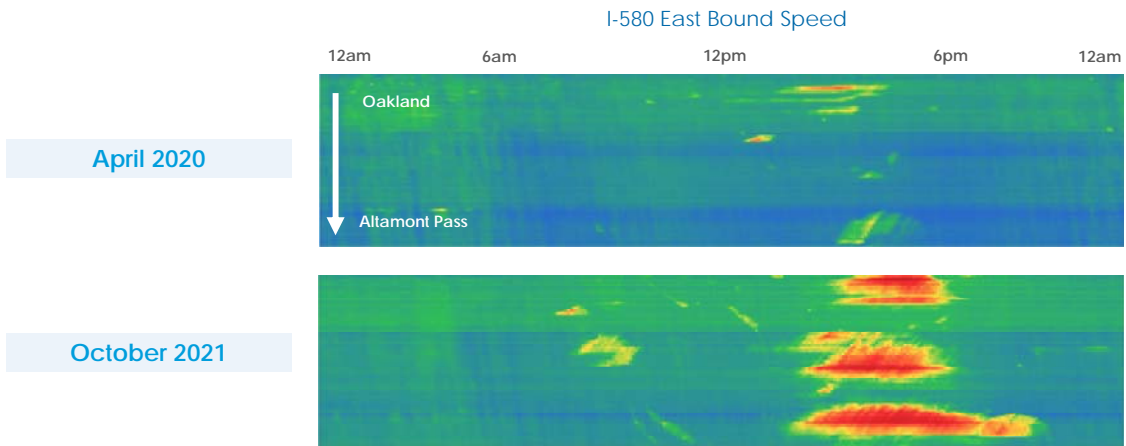 I-580 East Bound Speed
12am 6am 12pm 6pm 12am
Oakland
April 2020
Altamont Pass
October 2021